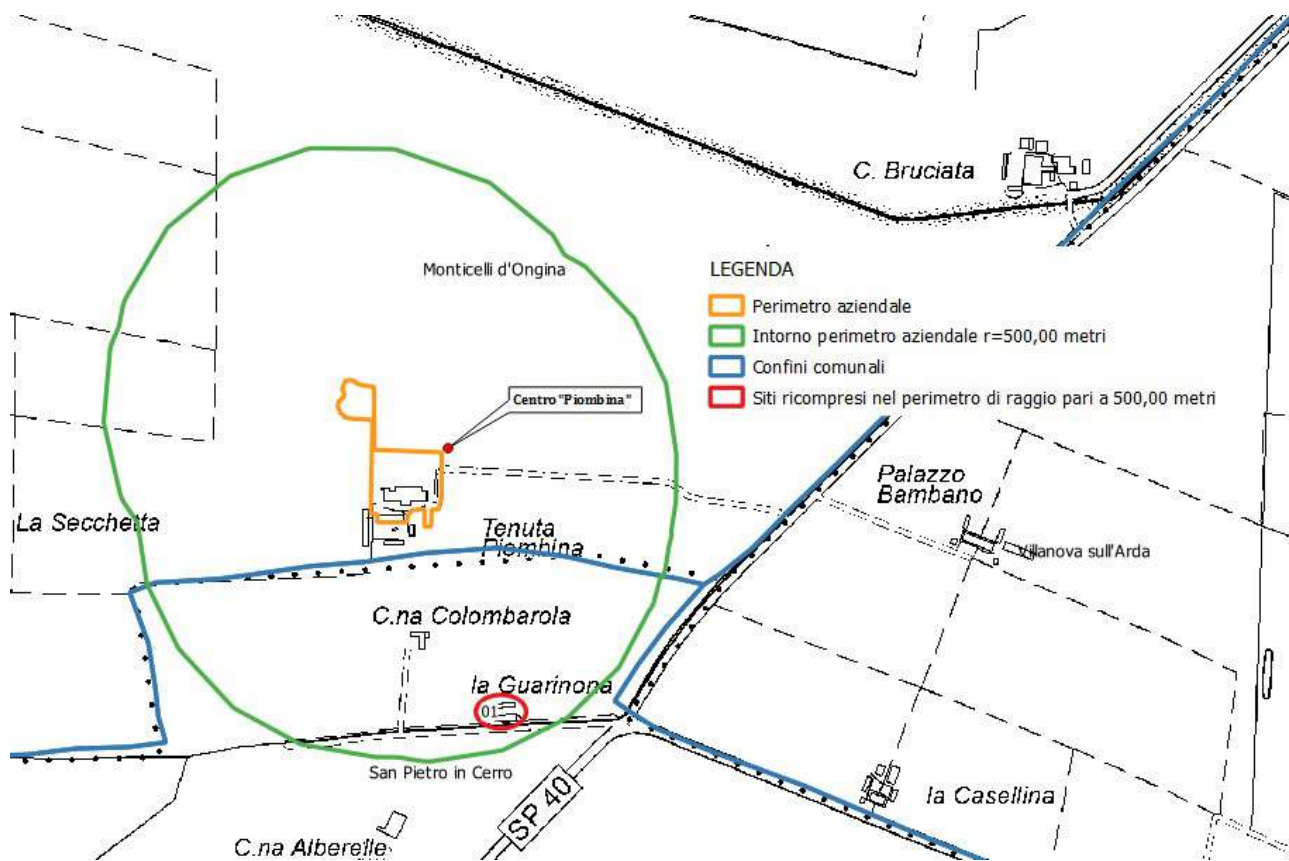 C. Bruciata
Monticelli d'Ongina
LEGENDA
Perimetro aziendale
Intorno perimetro aziendale r=500,00 metri
Confini comunali
Siti ricompresi nel perimetro di raggio pari a 500,00 metri
Centro "Piombina"
Palazzo
Bambano
La Secchetta
Tenuta
Piombina
Villanova sull'Arda
C.na Colombarola
la Guarinona
01
San Pietro in Cerro
SP 40
la Casellina
C.na Alberelle